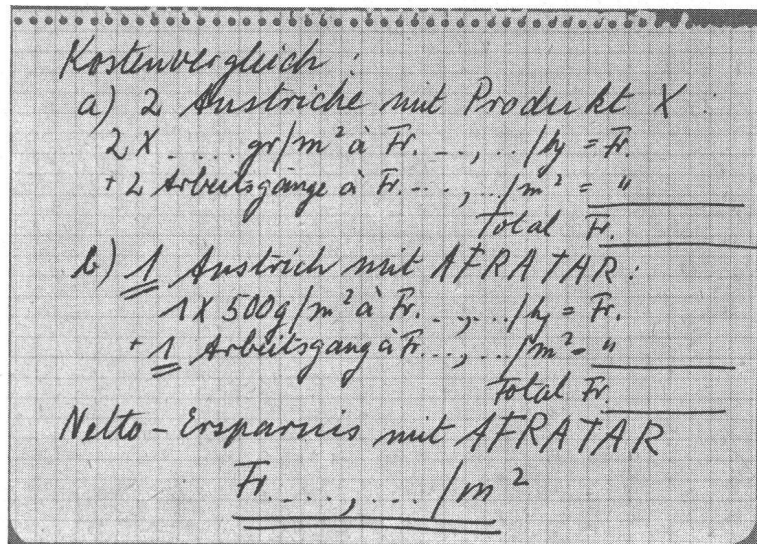 Kostenvergleich:
a) 2 Anstriche mit Produkt X:
2 X .... gr/m² à Fr. ..,../kg = Fr.
+ 2 Arbeitsgänge à Fr. ..,.../m² = "
Total Fr.
b) 1 Anstrich mit AFRATAR:
1 X 500g/m² à Fr. ..,.../kg = Fr.
+ 1 Arbeitsgang à Fr. ..,.../m² = "
Total Fr.
Netto-Ersparnis mit AFRATAR
Fr. ...,.../m²